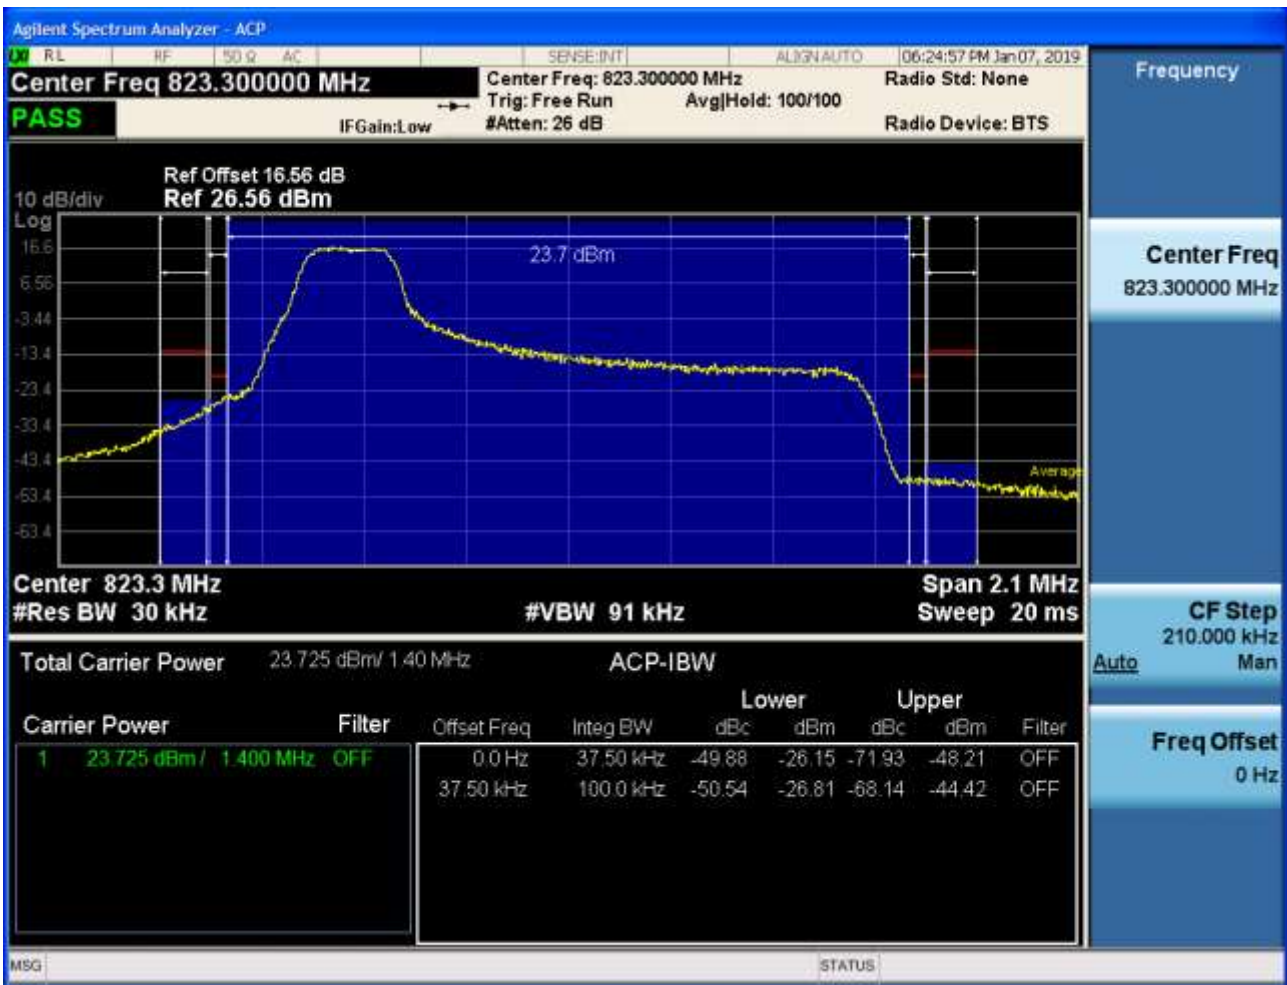 Agilent Spectrum Analyzer - ACP
LXI RL RF 50 Ω AC SENSE:INT ALIGN AUTO 06:24:57 PM Jan 07, 2019
Center Freq 823.300000 MHz
Center Freq: 823.300000 MHz Radio Std: None
Trig: Free Run Avg|Hold: 100/100
PASS IFGain:Low #Atten: 26 dB Radio Device: BTS
Frequency
Ref Offset 16.56 dB
10 dB/div Ref 26.56 dBm
Log
16.6
23.7 dBm
6.56
-3.44
-13.4
-23.4
-33.4
-43.4
Average
-53.4
-63.4
Center Freq
823.300000 MHz
Center 823.3 MHz Span 2.1 MHz
#Res BW 30 kHz #VBW 91 kHz Sweep 20 ms
CF Step
210.000 kHz
Auto Man
Total Carrier Power 23.725 dBm/ 1.40 MHz ACP-IBW
Lower Upper
Carrier Power Filter Offset Freq Integ BW dBc dBm dBc dBm Filter
1 23.725 dBm / 1.400 MHz OFF 0.0 Hz 37.50 kHz -49.88 -26.15 -71.93 -48.21 OFF
37.50 kHz 100.0 kHz -50.54 -26.81 -68.14 -44.42 OFF
Freq Offset
0 Hz
MSG STATUS